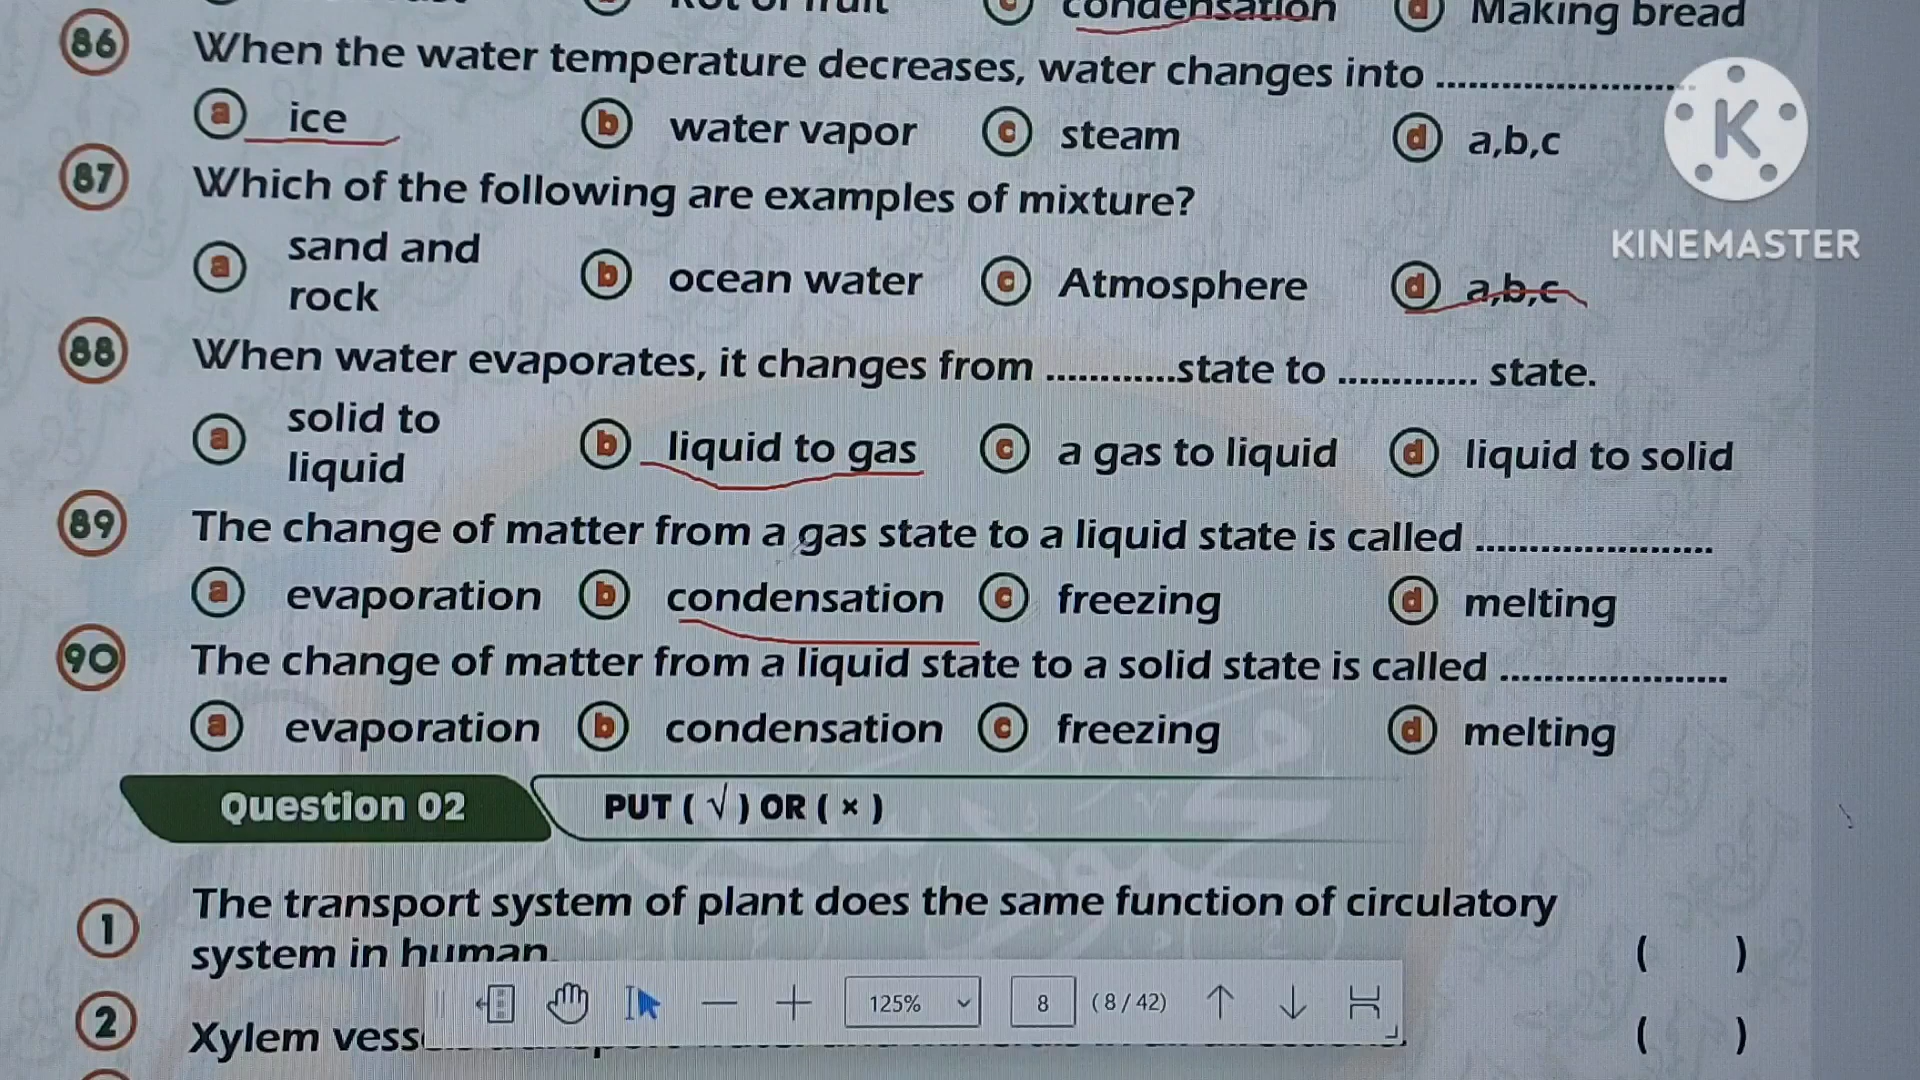 condensation d Making bread
86 When the water temperature decreases, water changes into ........................
a ice b water vapor c steam d a,b,c
87 Which of the following are examples of mixture?
a sand and rock b ocean water c Atmosphere d a,b,c
88 When water evaporates, it changes from ............state to ............. state.
a solid to liquid b liquid to gas c a gas to liquid d liquid to solid
89 The change of matter from a gas state to a liquid state is called ......................
a evaporation b condensation c freezing d melting
90 The change of matter from a liquid state to a solid state is called .....................
a evaporation b condensation c freezing d melting
Question 02 PUT ( √ ) OR ( × )
1 The transport system of plant does the same function of circulatory
system in human ( )
2 Xylem ( )
125% 8 (8 / 42)
K
KINEMASTER